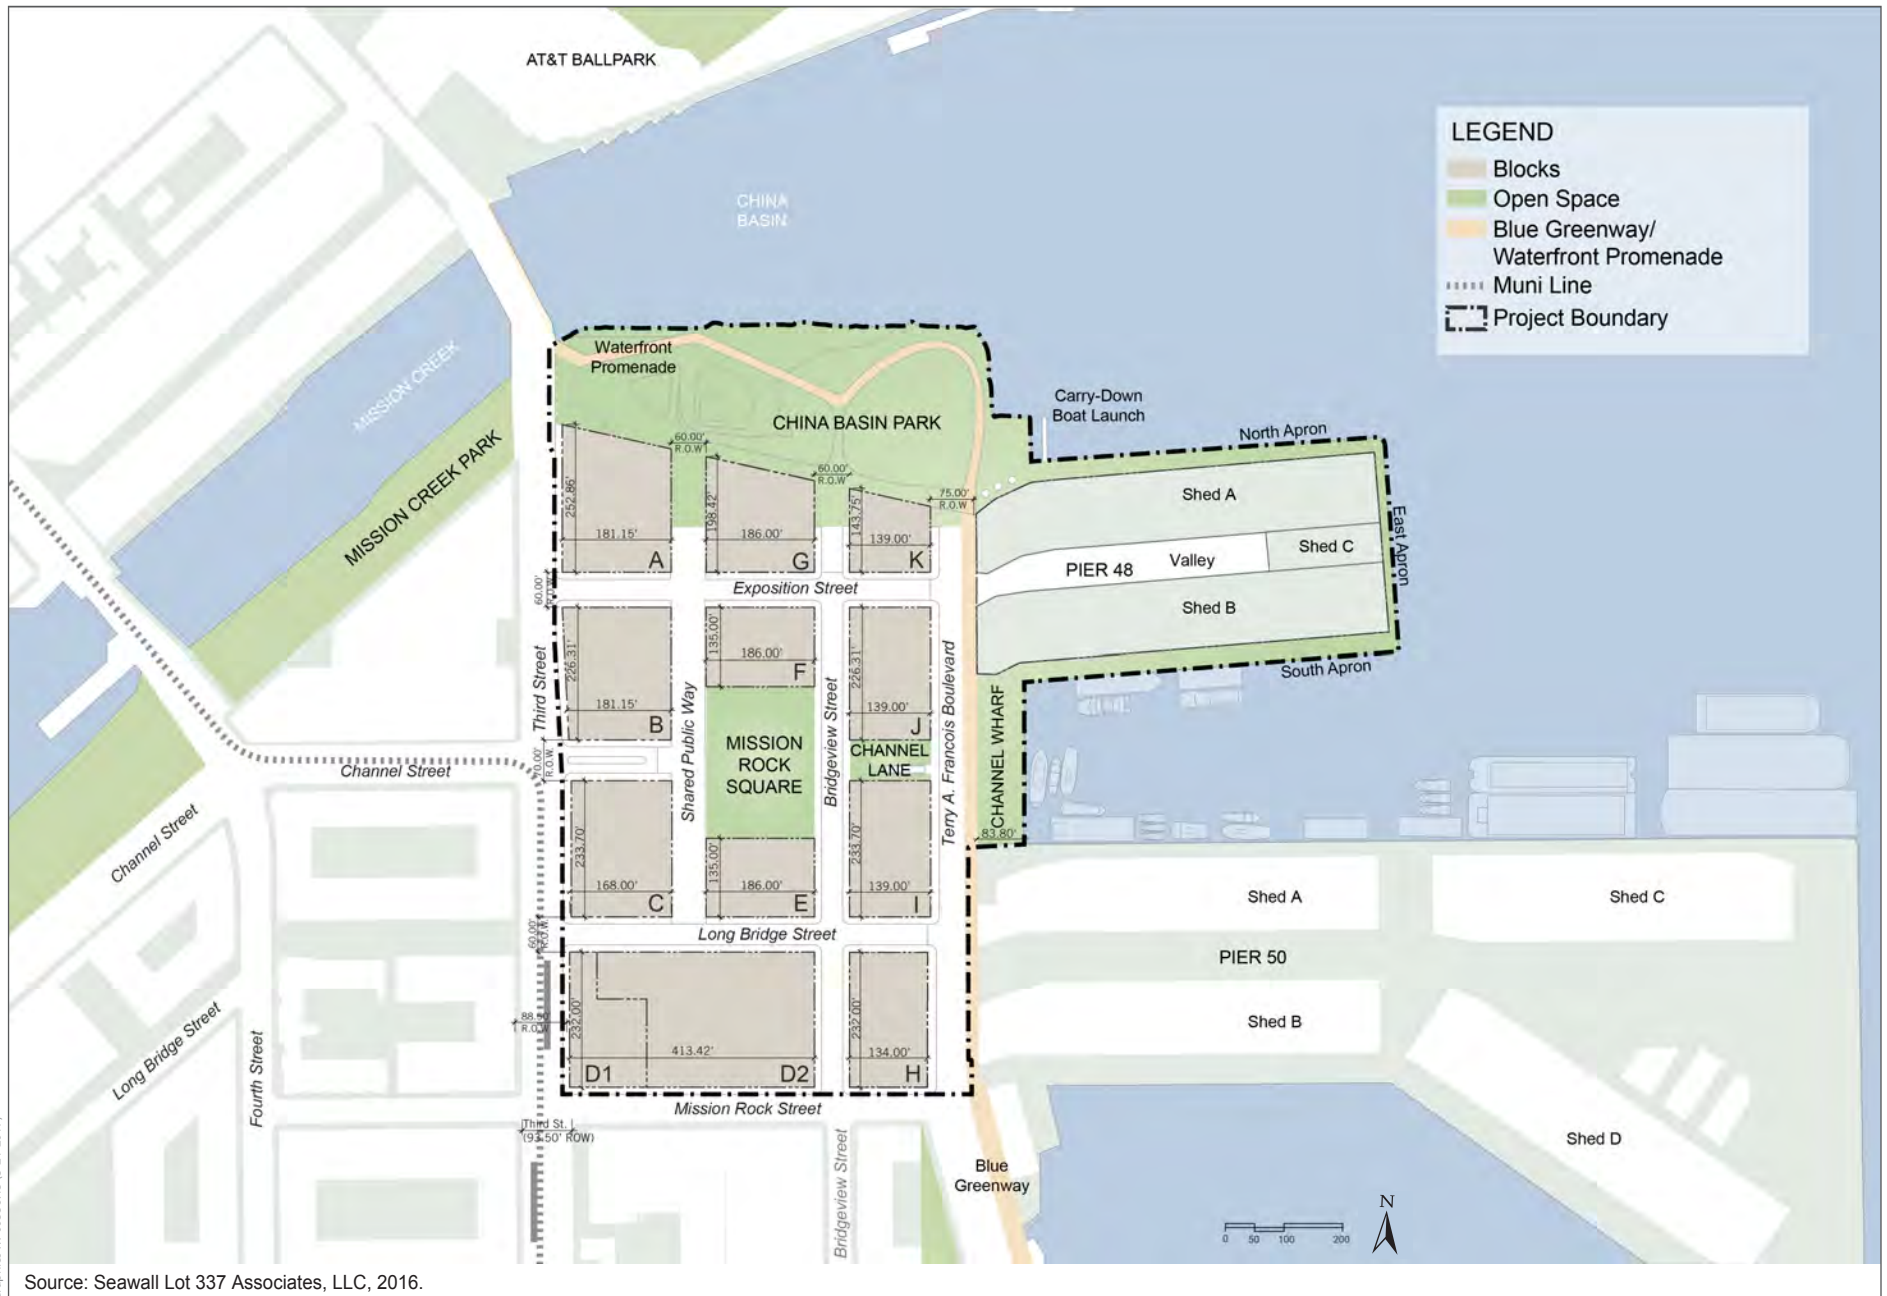 AT&T BALLPARK
CHINA
BASIN
LEGEND
Blocks
Open Space
Blue Greenway/
Waterfront Promenade
Muni Line
Project Boundary
MISSION CREEK
MISSION CREEK PARK
Waterfront
Promenade
CHINA BASIN PARK
Carry-Down
Boat Launch
North Apron
East Apron
South Apron
Shed A
Shed C
Valley
PIER 48
Shed B
60.00'
R.O.W
60.00'
R.O.W
75.00'
R.O.W
252.86'
181.15'
A
198.42'
186.00'
G
143.75'
139.00'
K
60.00'
R.O.W.
Exposition Street
226.31'
181.15'
B
135.00'
186.00'
F
226.31'
139.00'
J
Third Street
Shared Public Way
Bridgeview Street
Terry A. Francois Boulevard
MISSION
ROCK
SQUARE
CHANNEL
LANE
CHANNEL WHARF
83.80'
70.00'
R.O.W.
Channel Street
Channel Street
233.70'
168.00'
C
135.00'
186.00'
E
233.70'
139.00'
I
60.00'
R.O.W.
Long Bridge Street
Long Bridge Street
Fourth Street
88.50'
R.O.W
232.00'
413.42'
D1
D2
232.00'
134.00'
H
Mission Rock Street
Third St.
(93.50' ROW)
Bridgeview Street
Blue
Greenway
Shed A
Shed C
PIER 50
Shed B
Shed D
N
0 50 100 200
Source: Seawall Lot 337 Associates, LLC, 2016.